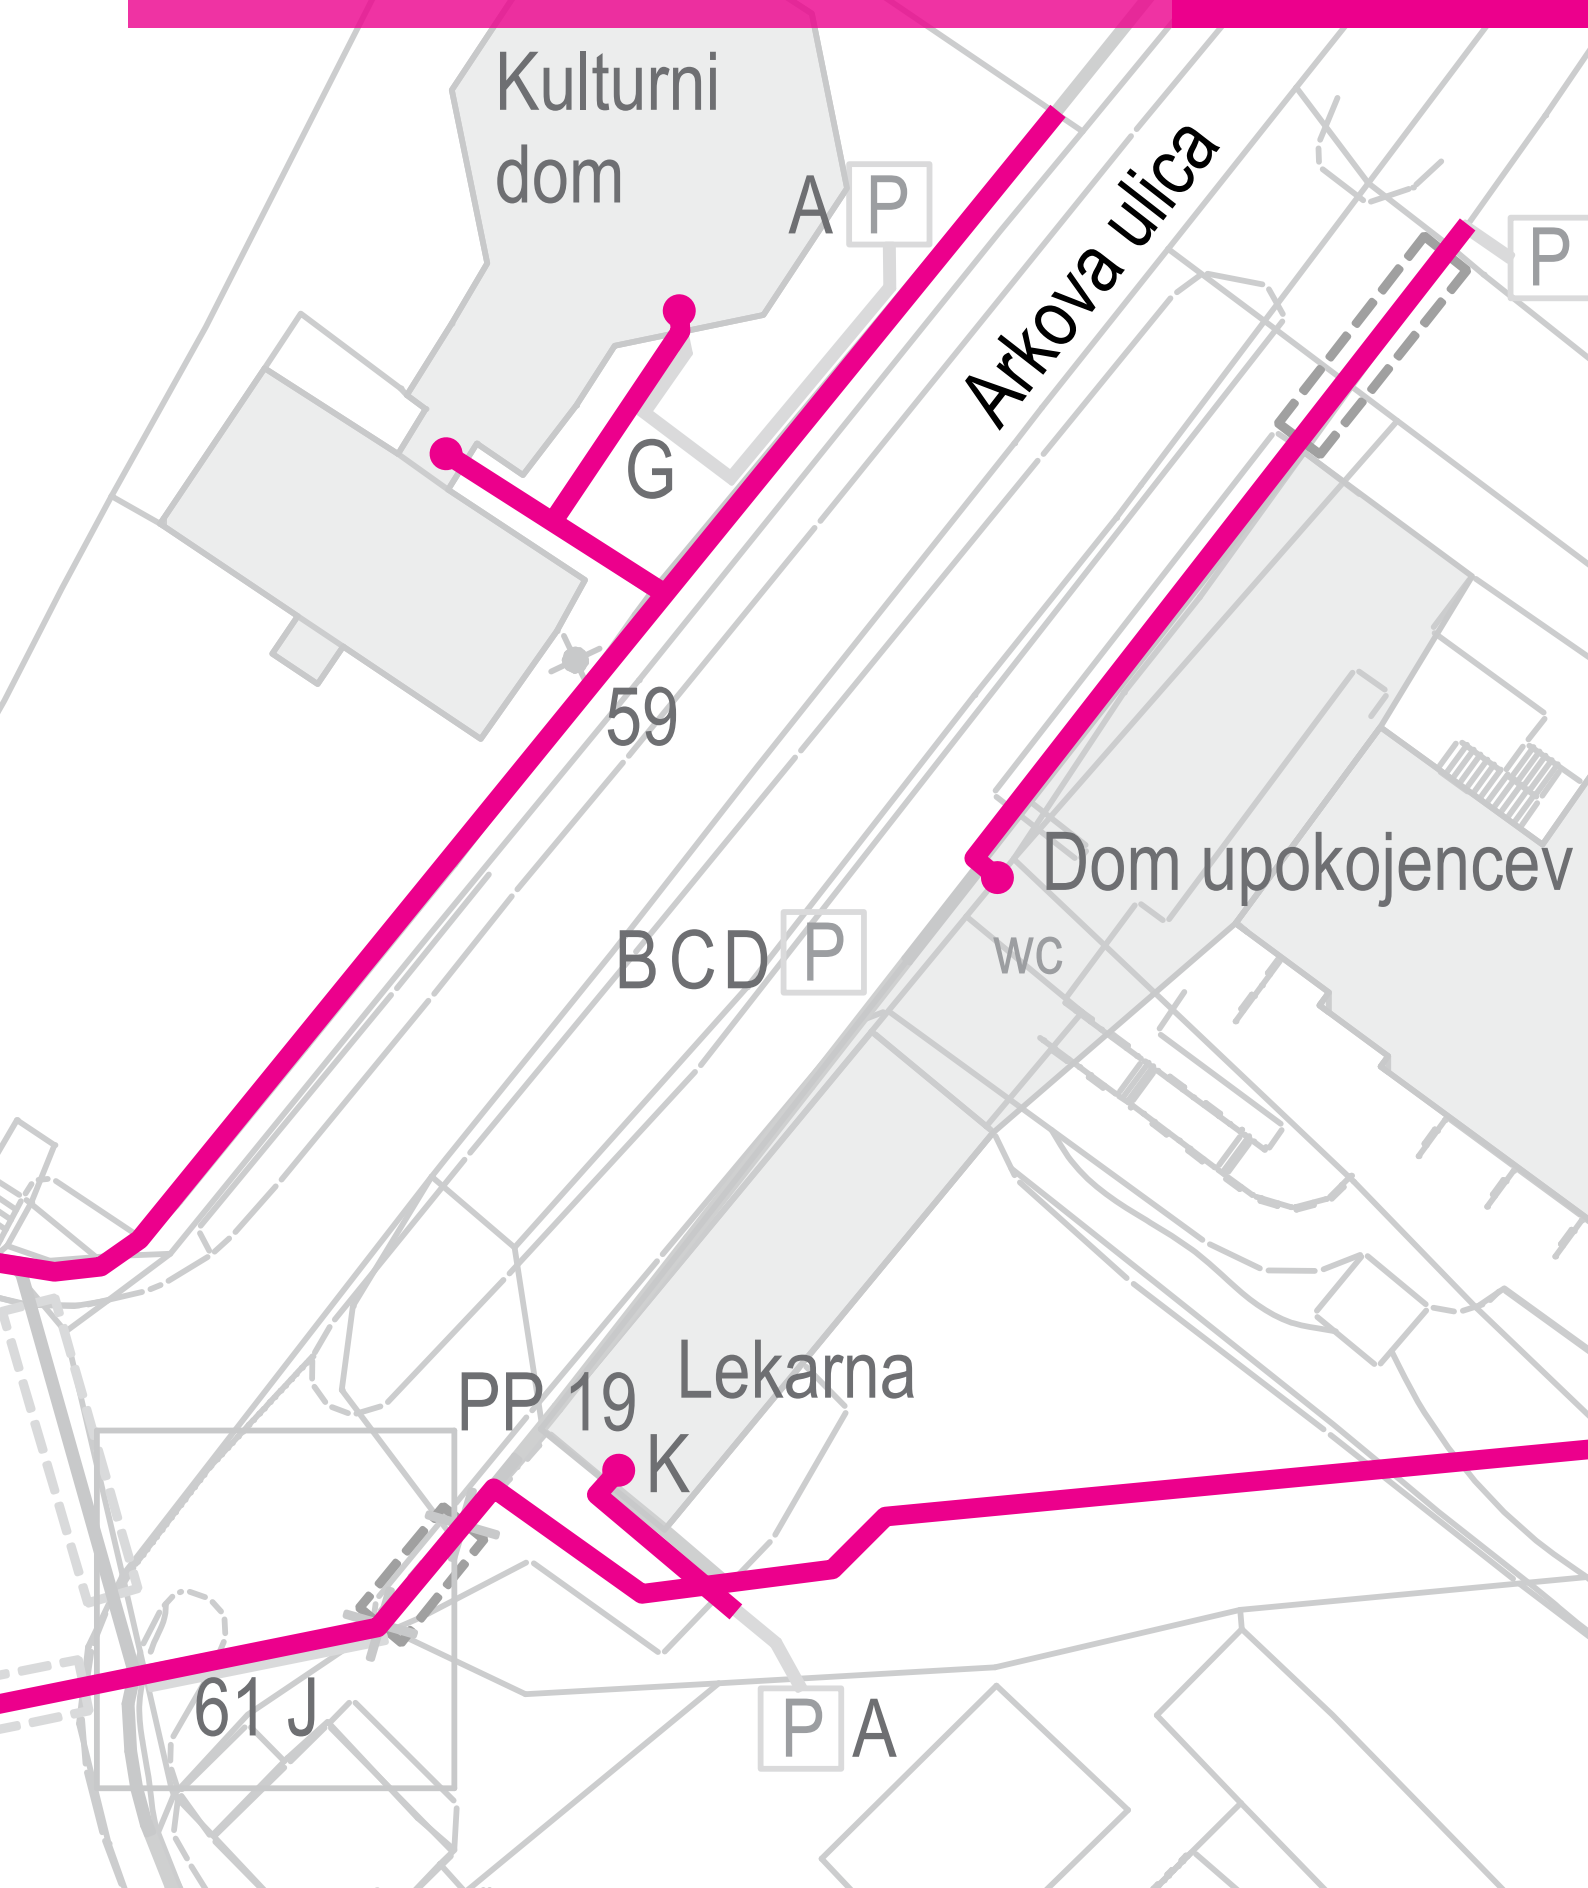 Kulturni
dom
A P
Arkova ulica
P
G
59
Dom upokojencev
B C D P
wc
Lekarna
PP 19
K
61 J
P A